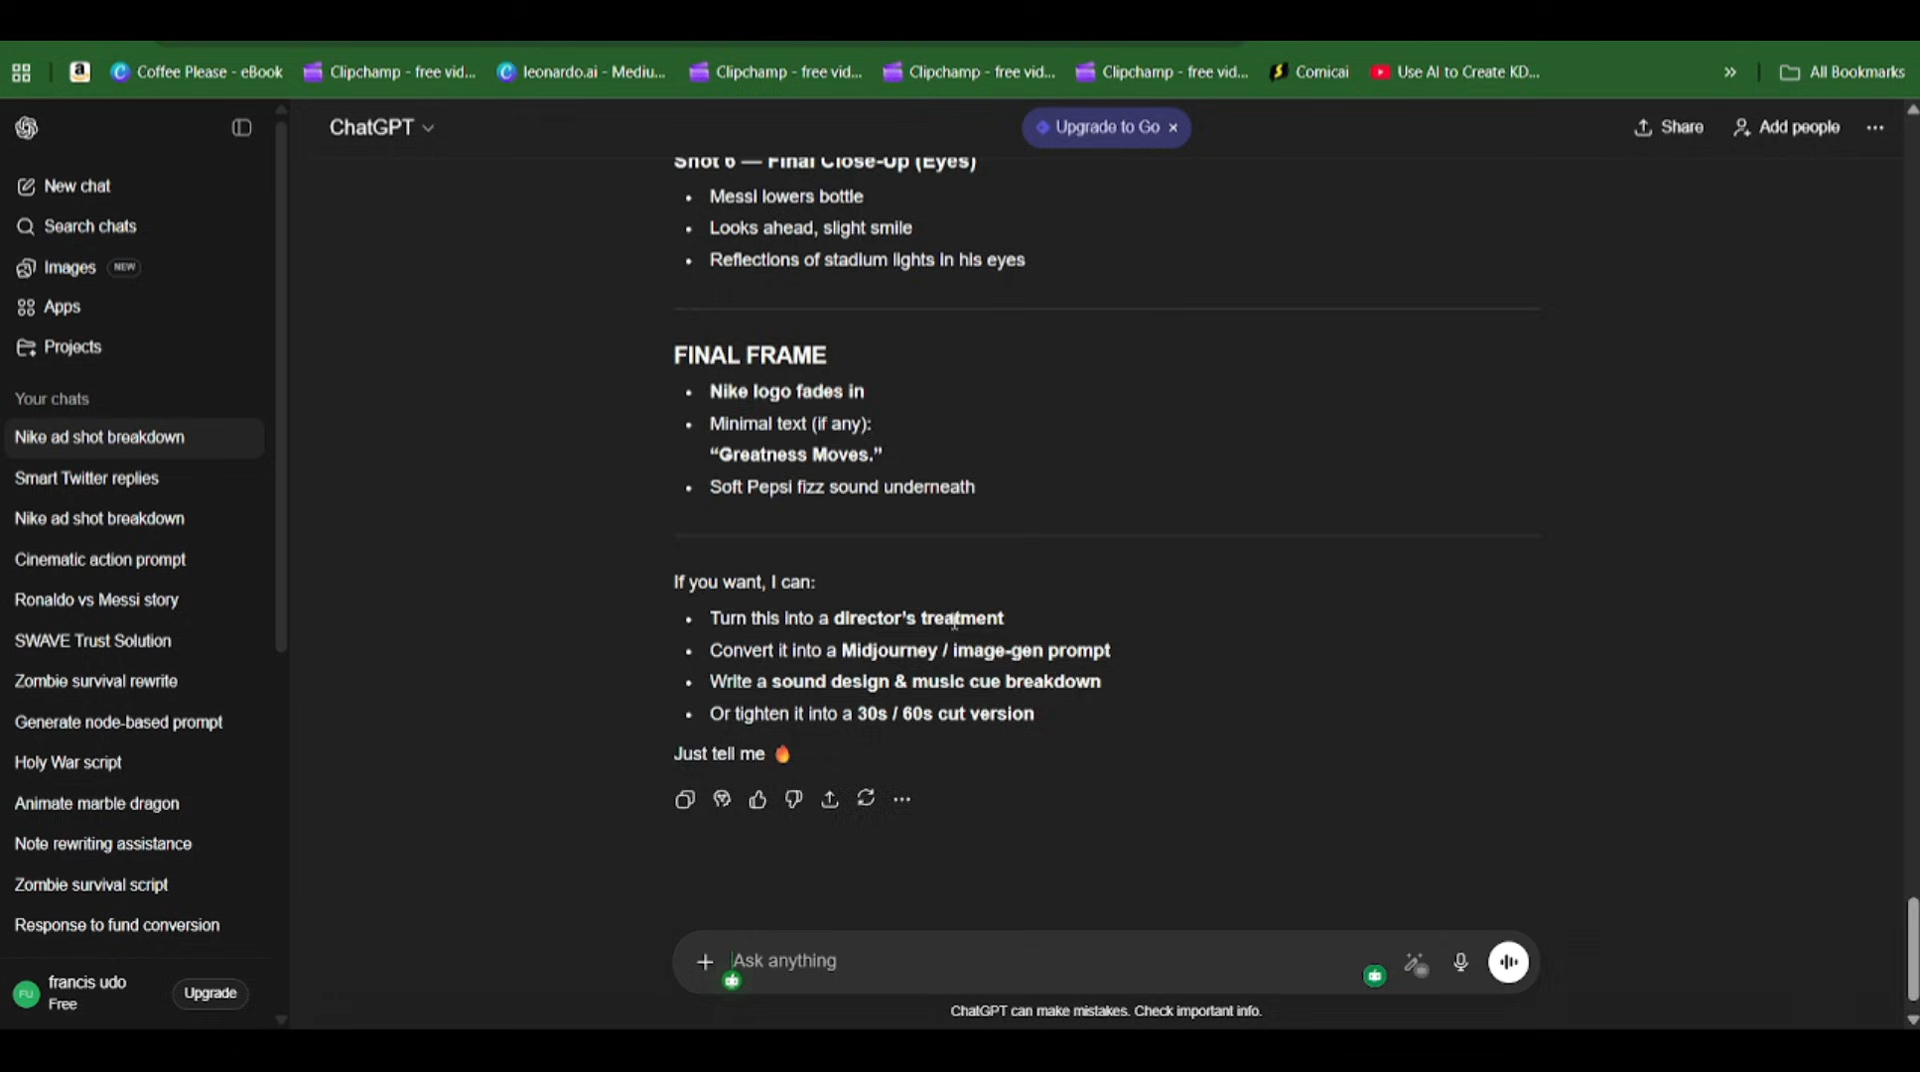 a
Coffee Please - eBook
Clipchamp - free vid...
leonardo.ai - Mediu...
Clipchamp - free vid...
Clipchamp - free vid...
Clipchamp - free vid...
Comicai
Use AI to Create KD...
»
All Bookmarks
ChatGPT
Upgrade to Go ×
Share
Add people
New chat
Search chats
Images NEW
Apps
Projects
Your chats
Nike ad shot breakdown
Smart Twitter replies
Nike ad shot breakdown
Cinematic action prompt
Ronaldo vs Messi story
SWAVE Trust Solution
Zombie survival rewrite
Generate node-based prompt
Holy War script
Animate marble dragon
Note rewriting assistance
Zombie survival script
Response to fund conversion
FU
francis udo
Free
Upgrade
Shot 6 — Final Close-Up (Eyes)
• Messi lowers bottle
• Looks ahead, slight smile
• Reflections of stadium lights in his eyes
FINAL FRAME
• Nike logo fades in
• Minimal text (if any):
“Greatness Moves.”
• Soft Pepsi fizz sound underneath
If you want, I can:
• Turn this into a director’s treatment
• Convert it into a Midjourney / image-gen prompt
• Write a sound design & music cue breakdown
• Or tighten it into a 30s / 60s cut version
Just tell me 🔥
Ask anything
ChatGPT can make mistakes. Check important info.